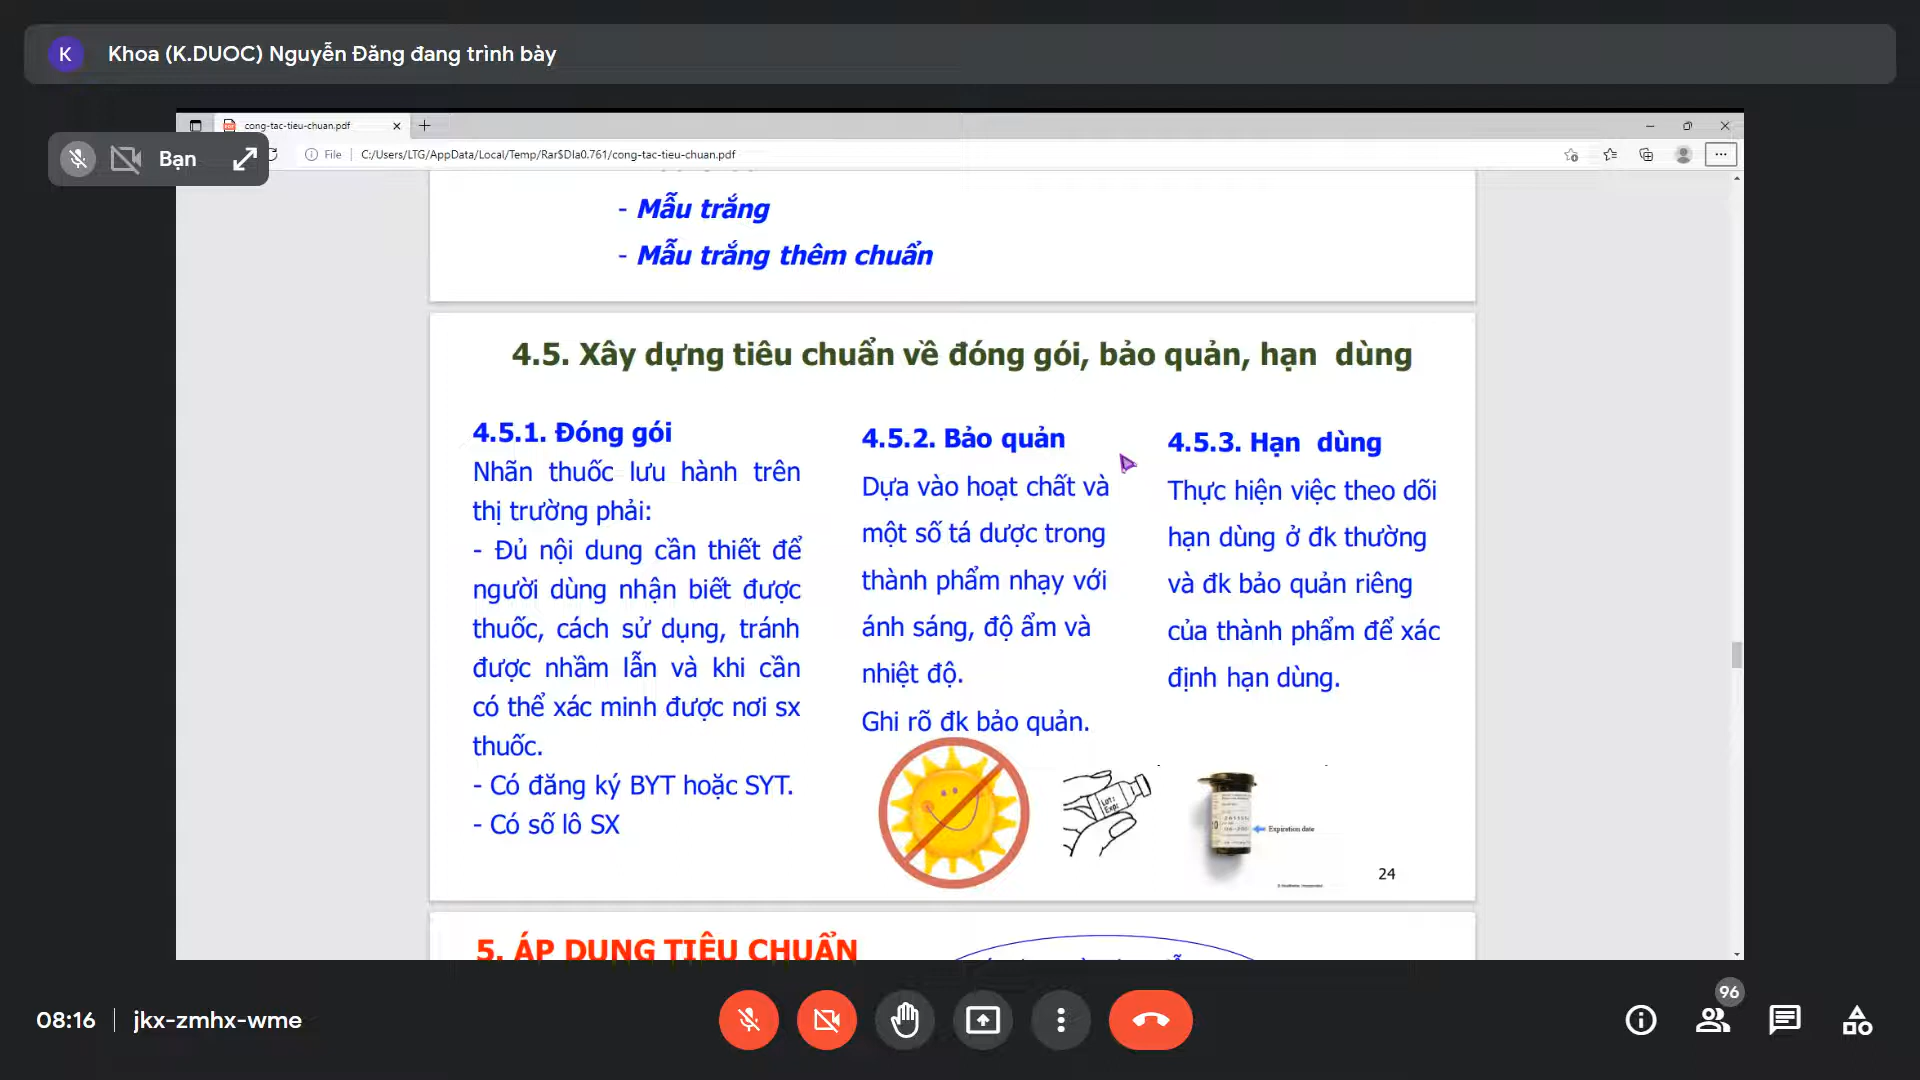 K
Khoa (K.DUOC) Nguyễn Đăng đang trình bày
cong-tac-tieu-chuan.pdf
Bạn
File
C:/Users/LTG/AppData/Local/Temp/Rar$DIa0.761/cong-tac-tieu-chuan.pdf
- Mẫu trắng
- Mẫu trắng thêm chuẩn
4.5. Xây dựng tiêu chuẩn về đóng gói, bảo quản, hạn dùng
4.5.1. Đóng gói
Nhãn thuốc lưu hành trên
thị trường phải:
- Đủ nội dung cần thiết để
người dùng nhận biết được
thuốc, cách sử dụng, tránh
được nhầm lẫn và khi cần
có thể xác minh được nơi sx
thuốc.
- Có đăng ký BYT hoặc SYT.
- Có số lô SX
4.5.2. Bảo quản
Dựa vào hoạt chất và
một số tá dược trong
thành phẩm nhạy với
ánh sáng, độ ẩm và
nhiệt độ.
Ghi rõ đk bảo quản.
4.5.3. Hạn dùng
Thực hiện việc theo dõi
hạn dùng ở đk thường
và đk bảo quản riêng
của thành phẩm để xác
định hạn dùng.
LOT:
EXP:
Expiration date
24
5. ÁP DỤNG TIÊU CHUẨN
08:16
jkx-zmhx-wme
96